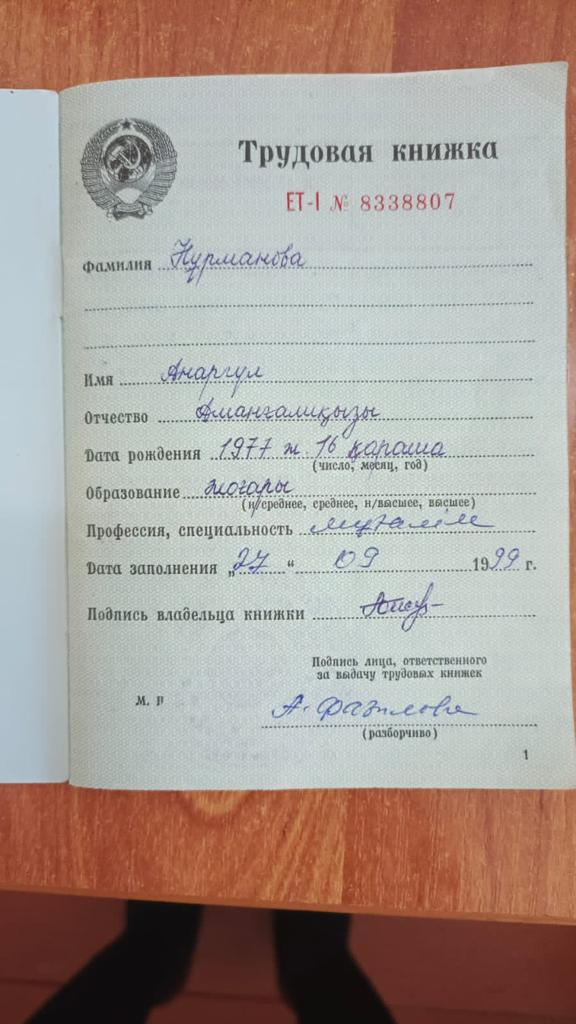 Трудовая книжка
ЕТ-I № 8338807
Фамилия Нұрманова
Имя Анаргүл
Отчество Аманғалиқызы
Дата рождения 1977 ж 16 қараша
(число, месяц, год)
Образование жоғары
(н/среднее, среднее, н/высшее, высшее)
Профессия, специальность мұғалім
Дата заполнения „27“ 09 1999 г.
Подпись владельца книжки
Подпись лица, ответственного
за выдачу трудовых книжек
М. П
А. Фазылова
(разборчиво)
1